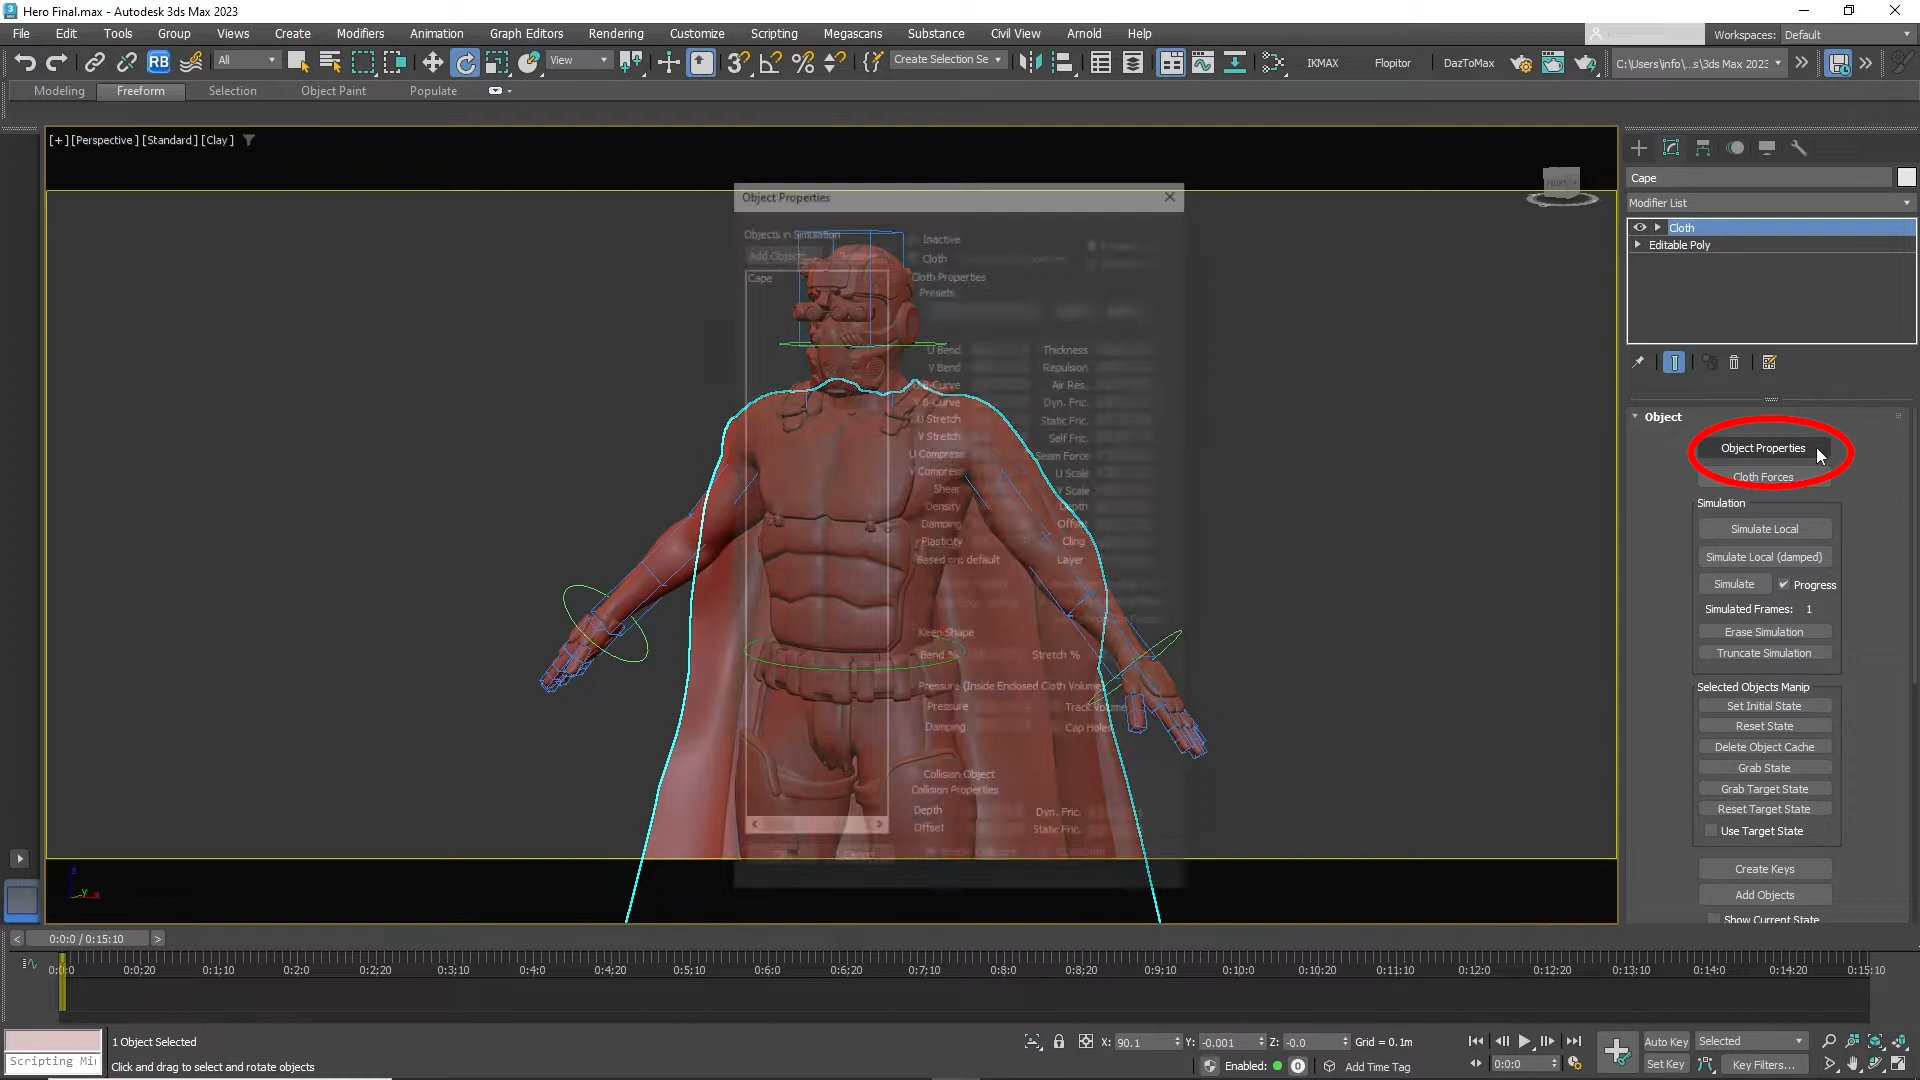 Hero Final.max - Autodesk 3ds Max 2023
File Edit Tools Group Views Create Modifiers Animation Graph Editors Rendering Customize Scripting Megascans Substance Civil View Arnold Help
Workspaces: Default
RB All View Create Selection Se IKMAX Flopitor DazToMax C:\Users\info\...s\3ds Max 2023
Modeling Freeform Selection Object Paint Populate
[+][Perspective][Standard][Clay]
Object Properties
Objects in Simulation
Add Objects...
Cape
Inactive
Cloth
Cloth Properties
Presets
U Bend Thickness
V Bend Repulsion
U B-Curve Air Res.
V B-Curve Dyn. Fric.
U Stretch Static Fric.
V Stretch Self Fric.
U Compress Seam Force
V Compress U Scale
Shear V Scale
Density Depth
Damping Offset
Plasticity Cling
Based on: default Layer
Keep Shape
Bend % Stretch %
Pressure (Inside Enclosed Cloth Volume)
Pressure Track Volume
Damping Cap Holes
Collision Object
Collision Properties
Depth Dyn. Fric.
Offset Static Fric.
Cape
Modifier List
Cloth
Editable Poly
Object
Object Properties
Cloth Forces
Simulation
Simulate Local
Simulate Local (damped)
Simulate Progress
Simulated Frames: 1
Erase Simulation
Truncate Simulation
Selected Objects Manip
Set Initial State
Reset State
Delete Object Cache
Grab State
Grab Target State
Reset Target State
Use Target State
Create Keys
Add Objects
Show Current State
z
y x
0:0:0 / 0:15:10
0:0:0 0:0;20 0:1;10 0:2:0 0:2;20 0:3;10 0:4:0 0:4;20 0:5;10 0:6:0 0:6;20 0:7;10 0:8:0 0:8;20 0:9;10 0:10:0 0:10;20 0:11;10 0:12:0 0:12;20 0:13;10 0:14:0 0:14;20 0:15;10
1 Object Selected
X: 90.1 Y: -0.001 Z: -0.0 Grid = 0.1m
Auto Key Selected
Scripting Mi
Click and drag to select and rotate objects
Enabled: 0 Add Time Tag
0:0:0
Set Key Key Filters...